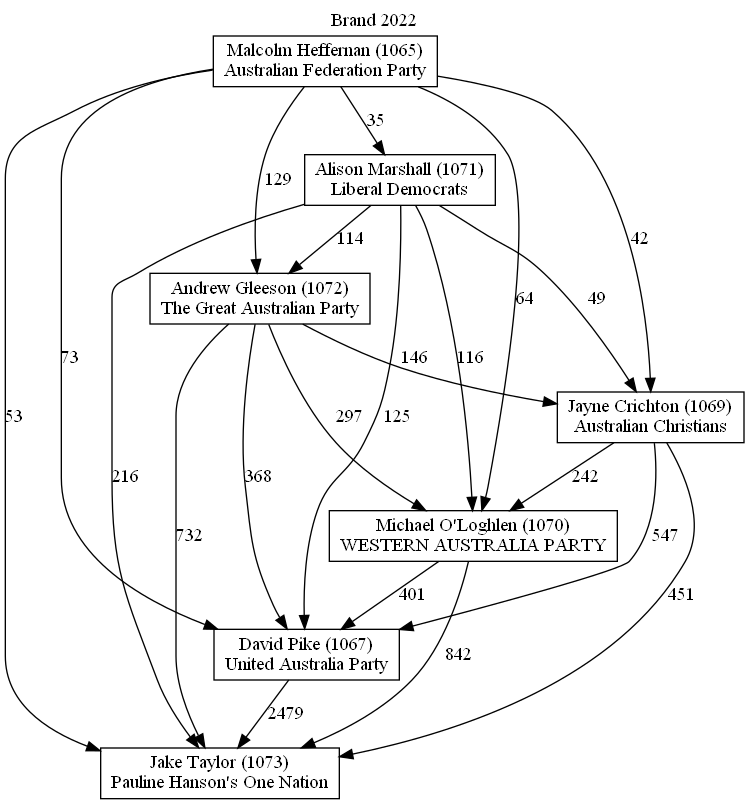 Brand 2022
Malcolm Heffernan (1065)
Australian Federation Party
35
Alison Marshall (1071)
Liberal Democrats
129
114
42
Andrew Gleeson (1072)
The Great Australian Party
64
49
73
146
116
Jayne Crichton (1069)
Australian Christians
53
297
125
216
368
242
Michael O'Loghlen (1070)
WESTERN AUSTRALIA PARTY
732
547
401
451
David Pike (1067)
United Australia Party
842
2479
Jake Taylor (1073)
Pauline Hanson's One Nation